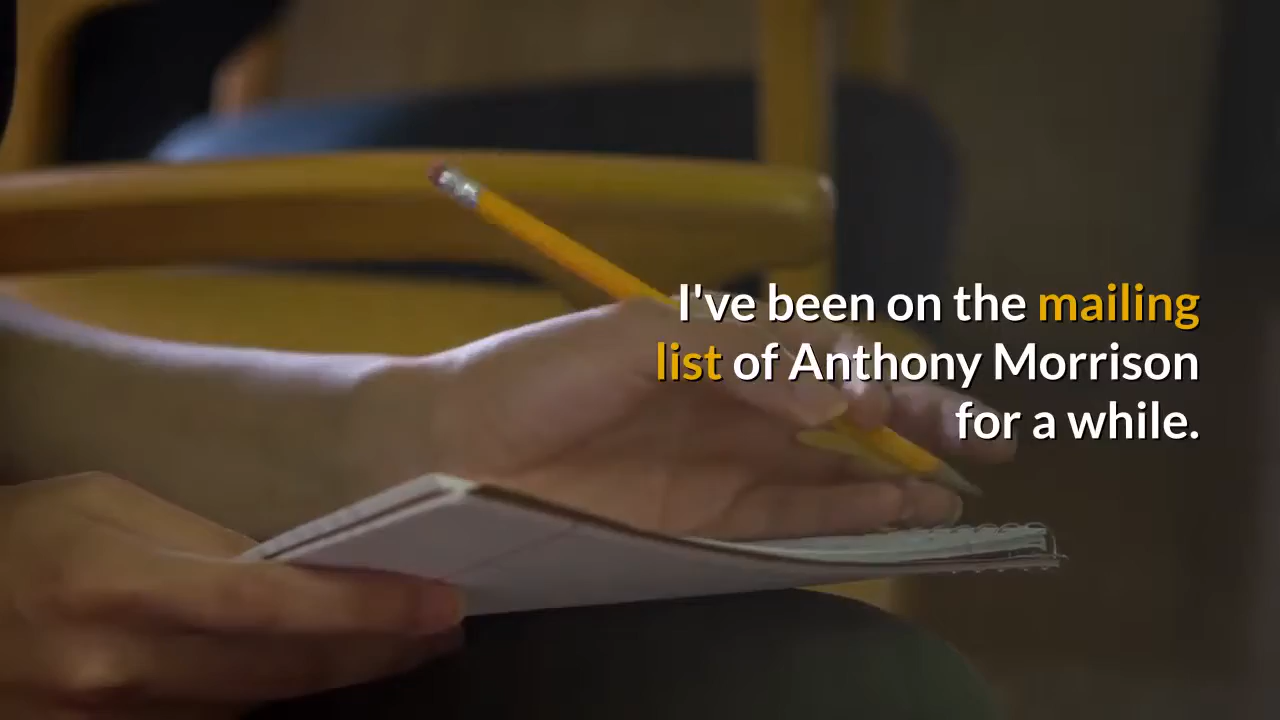 I've been on the mailing
list of Anthony Morrison
for a while.